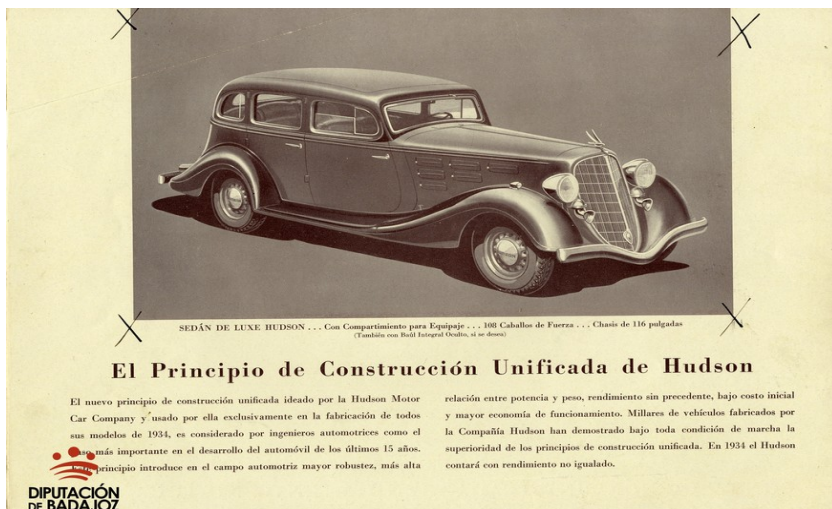 SEDÁN DE LUXE HUDSON . . . Con Compartimiento para Equipaje . . . 108 Caballos de Fuerza . . . Chasis de 116 pulgadas
(También con Baúl Integral Oculto, si se desea)
El Principio de Construcción Unificada de Hudson
El nuevo principio de construcción unificada ideado por la Hudson Motor
Car Company y usado por ella exclusivamente en la fabricación de todos
sus modelos de 1934, es considerado por ingenieros automotrices como el
más importante en el desarrollo del automóvil de los últimos 15 años.
principio introduce en el campo automotriz mayor robustez, más alta
relación entre potencia y peso, rendimiento sin precedente, bajo costo inicial
y mayor economía de funcionamiento. Millares de vehículos fabricados por
la Compañía Hudson han demostrado bajo toda condición de marcha la
superioridad de los principios de construcción unificada. En 1934 el Hudson
contará con rendimiento no igualado.
DIPUTACIÓN
DE BADAJOZ